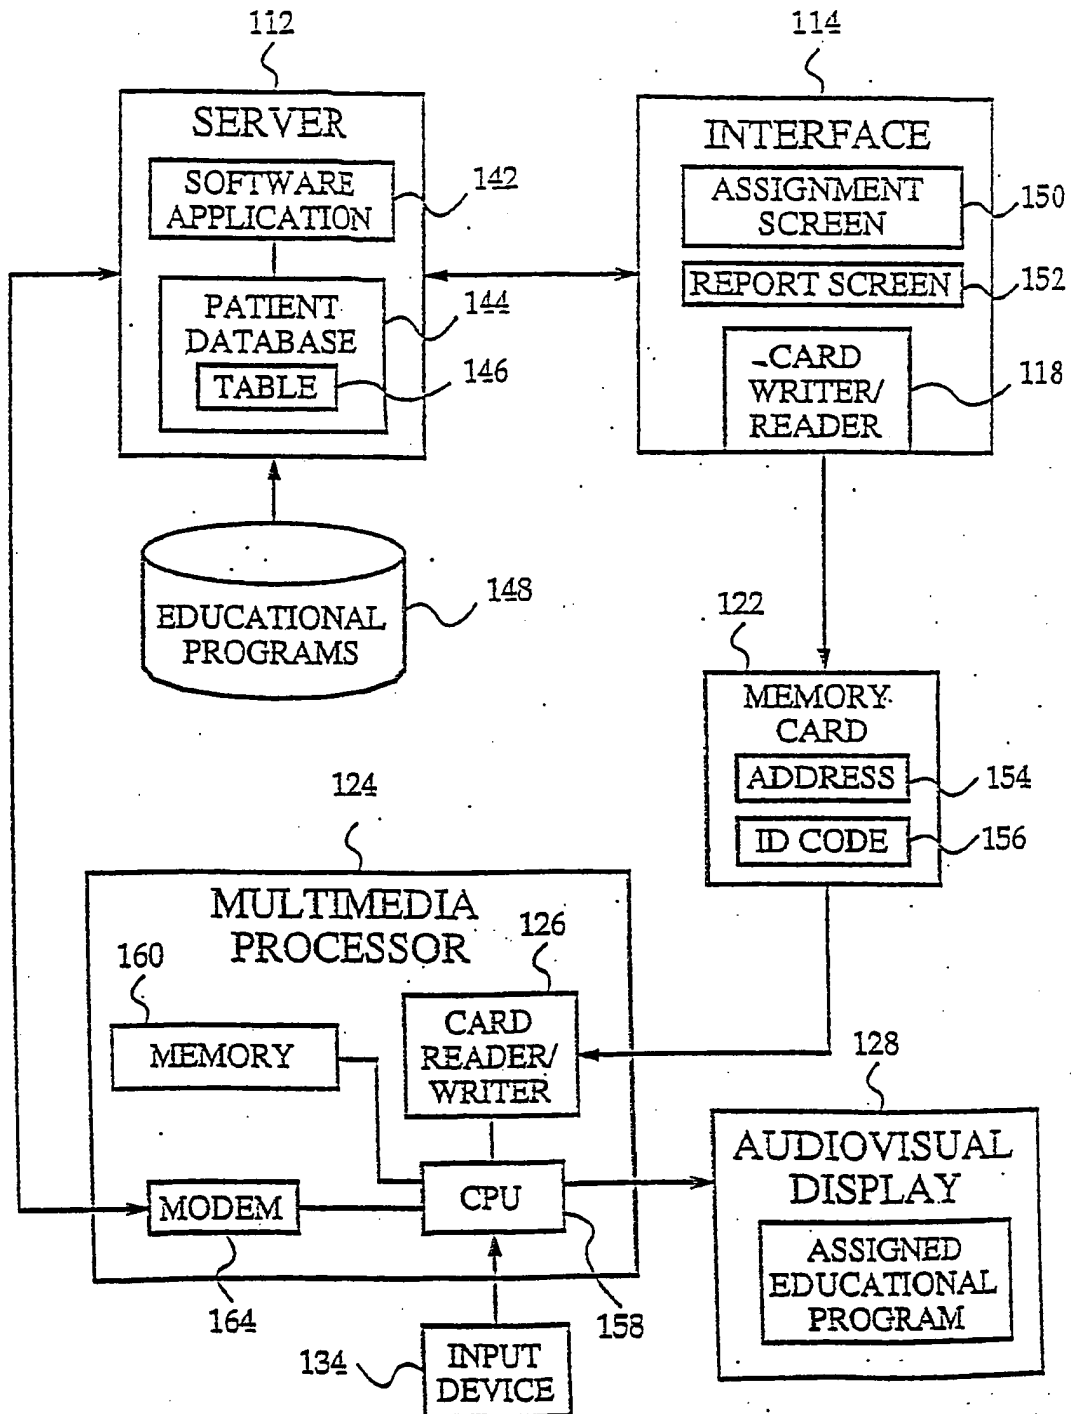 112
114
SERVER
INTERFACE
SOFTWARE
APPLICATION
142
ASSIGNMENT
SCREEN
150
PATIENT
DATABASE
144
REPORT SCREEN
152
TABLE
146
CARD
WRITER/
READER
118
EDUCATIONAL
PROGRAMS
148
122
MEMORY
CARD
ADDRESS
154
ID CODE
156
124
MULTIMEDIA
PROCESSOR
160
126
MEMORY
CARD
READER/
WRITER
128
AUDIOVISUAL
DISPLAY
MODEM
CPU
ASSIGNED
EDUCATIONAL
PROGRAM
164
158
134
INPUT
DEVICE